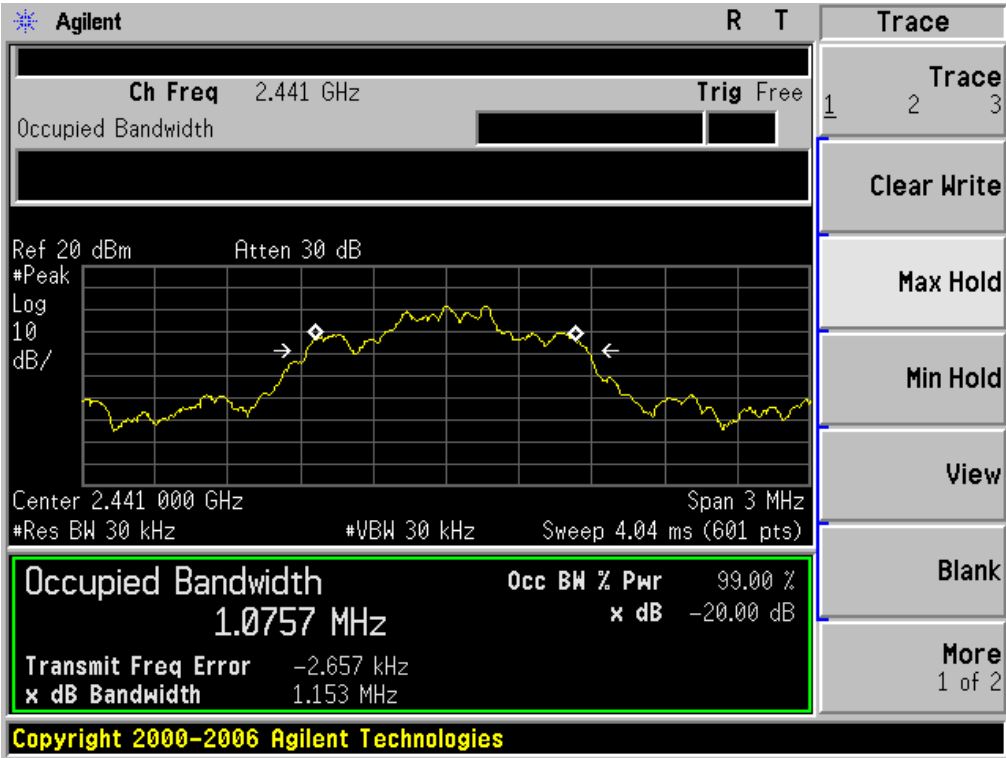 Agilent R T Trace
Ch Freq 2.441 GHz Trig Free
Occupied Bandwidth
Trace
1 2 3
Clear Write
Max Hold
Min Hold
View
Blank
More
1 of 2
Ref 20 dBm Atten 30 dB
#Peak
Log
10
dB/
Center 2.441 000 GHz Span 3 MHz
#Res BW 30 kHz #VBW 30 kHz Sweep 4.04 ms (601 pts)
Occupied Bandwidth Occ BW % Pwr 99.00 %
1.0757 MHz x dB -20.00 dB
Transmit Freq Error -2.657 kHz
x dB Bandwidth 1.153 MHz
Copyright 2000-2006 Agilent Technologies